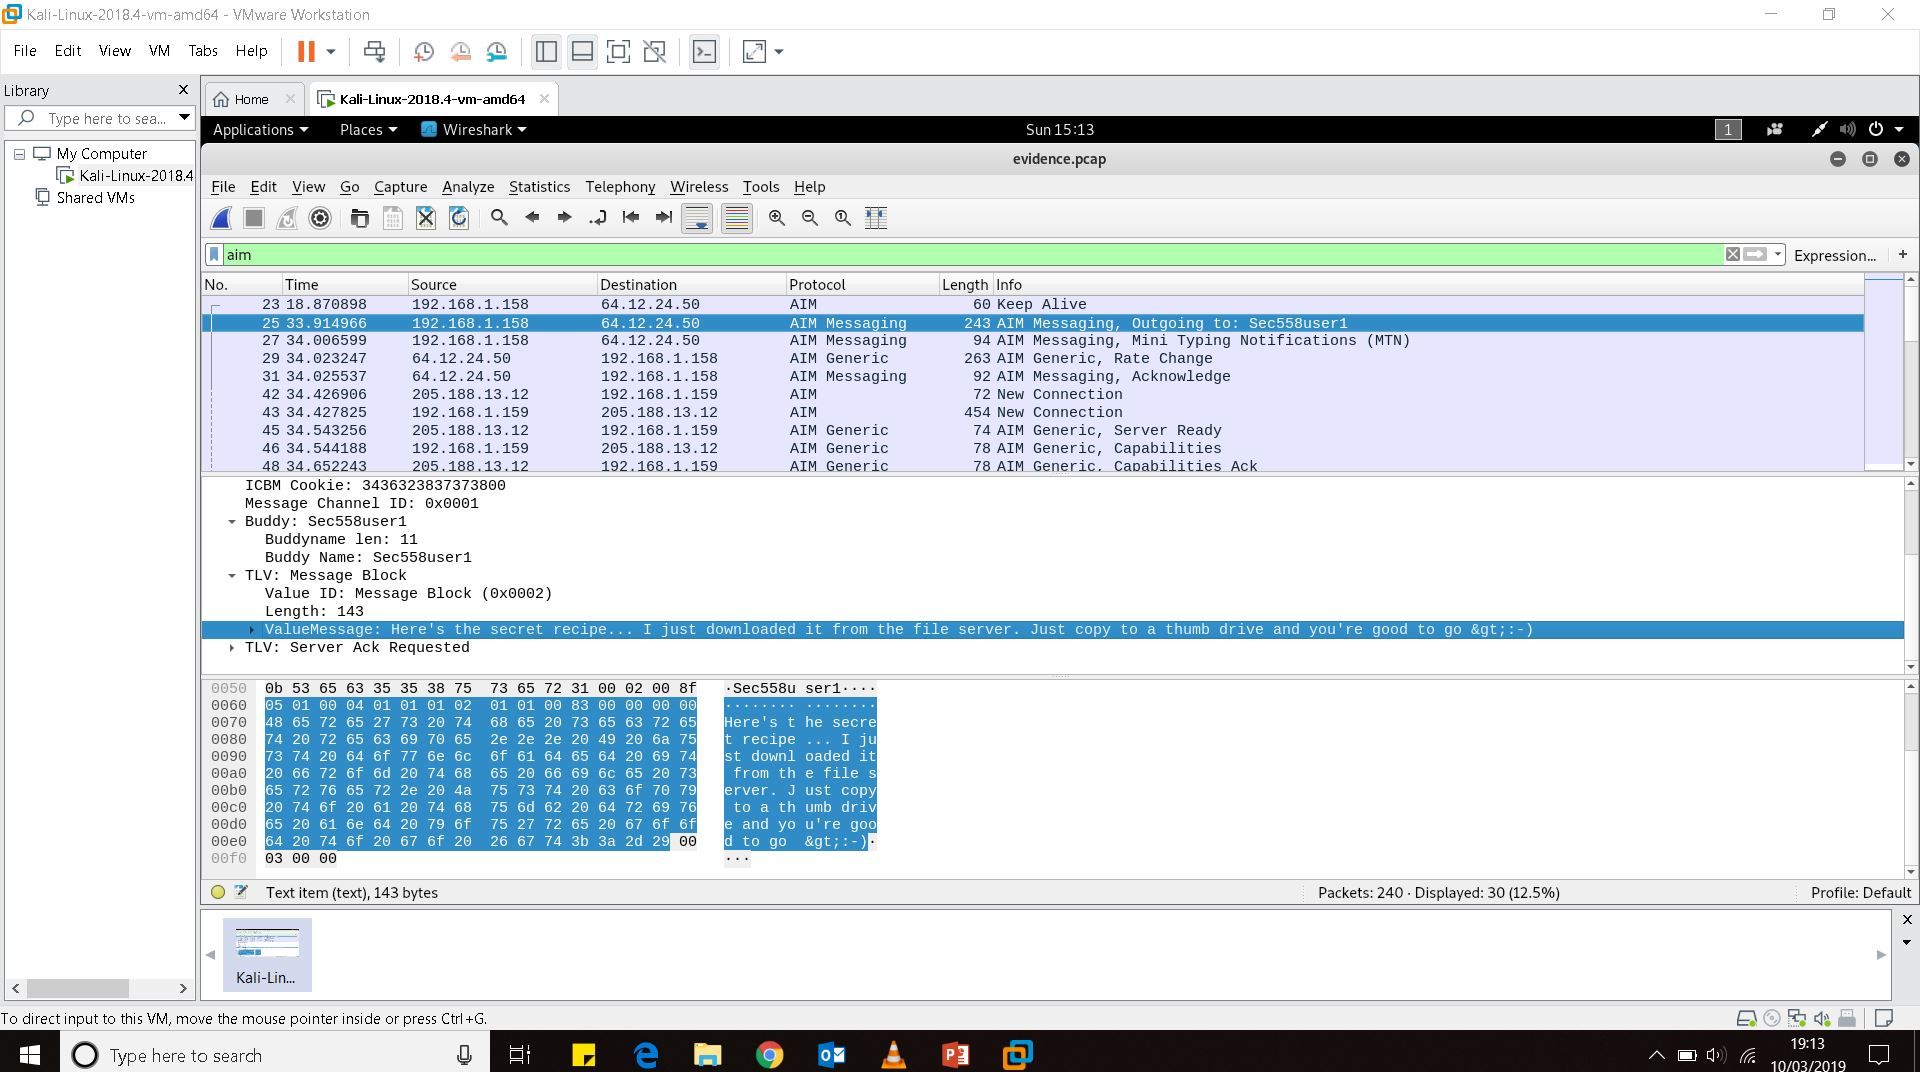 Kali-Linux-2018.4-vm-amd64 - VMware Workstation
File Edit View VM Tabs Help
Library
Type here to sea...
My Computer
Kali-Linux-2018.4
Shared VMs
Home
Kali-Linux-2018.4-vm-amd64
Applications Places Wireshark Sun 15:13 1
evidence.pcap
File Edit View Go Capture Analyze Statistics Telephony Wireless Tools Help
aim Expression... +
No. Time Source Destination Protocol Length Info
23 18.870898 192.168.1.158 64.12.24.50 AIM 60 Keep Alive
25 33.914966 192.168.1.158 64.12.24.50 AIM Messaging 243 AIM Messaging, Outgoing to: Sec558user1
27 34.006599 192.168.1.158 64.12.24.50 AIM Messaging 94 AIM Messaging, Mini Typing Notifications (MTN)
29 34.023247 64.12.24.50 192.168.1.158 AIM Generic 263 AIM Generic, Rate Change
31 34.025537 64.12.24.50 192.168.1.158 AIM Messaging 92 AIM Messaging, Acknowledge
42 34.426906 205.188.13.12 192.168.1.159 AIM 72 New Connection
43 34.427825 192.168.1.159 205.188.13.12 AIM 454 New Connection
45 34.543256 205.188.13.12 192.168.1.159 AIM Generic 74 AIM Generic, Server Ready
46 34.544188 192.168.1.159 205.188.13.12 AIM Generic 78 AIM Generic, Capabilities
48 34.652243 205.188.13.12 192.168.1.159 AIM Generic 78 AIM Generic, Capabilities Ack
ICBM Cookie: 3436323837373800
Message Channel ID: 0x0001
Buddy: Sec558user1
Buddyname len: 11
Buddy Name: Sec558user1
TLV: Message Block
Value ID: Message Block (0x0002)
Length: 143
ValueMessage: Here's the secret recipe... I just downloaded it from the file server. Just copy to a thumb drive and you're good to go &gt;:-)
TLV: Server Ack Requested
0050 0b 53 65 63 35 35 38 75 73 65 72 31 00 02 00 8f ·Sec558u ser1····
0060 05 01 00 04 01 01 01 02 01 01 00 83 00 00 00 00 ········ ········
0070 48 65 72 65 27 73 20 74 68 65 20 73 65 63 72 65 Here's t he secre
0080 74 20 72 65 63 69 70 65 2e 2e 2e 20 49 20 6a 75 t recipe ... I ju
0090 73 74 20 64 6f 77 6e 6c 6f 61 64 65 64 20 69 74 st downl oaded it
00a0 20 66 72 6f 6d 20 74 68 65 20 66 69 6c 65 20 73 from th e file s
00b0 65 72 76 65 72 2e 20 4a 75 73 74 20 63 6f 70 79 erver. J ust copy
00c0 20 74 6f 20 61 20 74 68 75 6d 62 20 64 72 69 76 to a th umb driv
00d0 65 20 61 6e 64 20 79 6f 75 27 72 65 20 67 6f 6f e and yo u're goo
00e0 64 20 74 6f 20 67 6f 20 26 67 74 3b 3a 2d 29 00 d to go &gt;:-)·
00f0 03 00 00 ···
Text item (text), 143 bytes Packets: 240 · Displayed: 30 (12.5%) Profile: Default
Kali-Lin...
To direct input to this VM, move the mouse pointer inside or press Ctrl+G.
Type here to search
19:13
10/03/2019